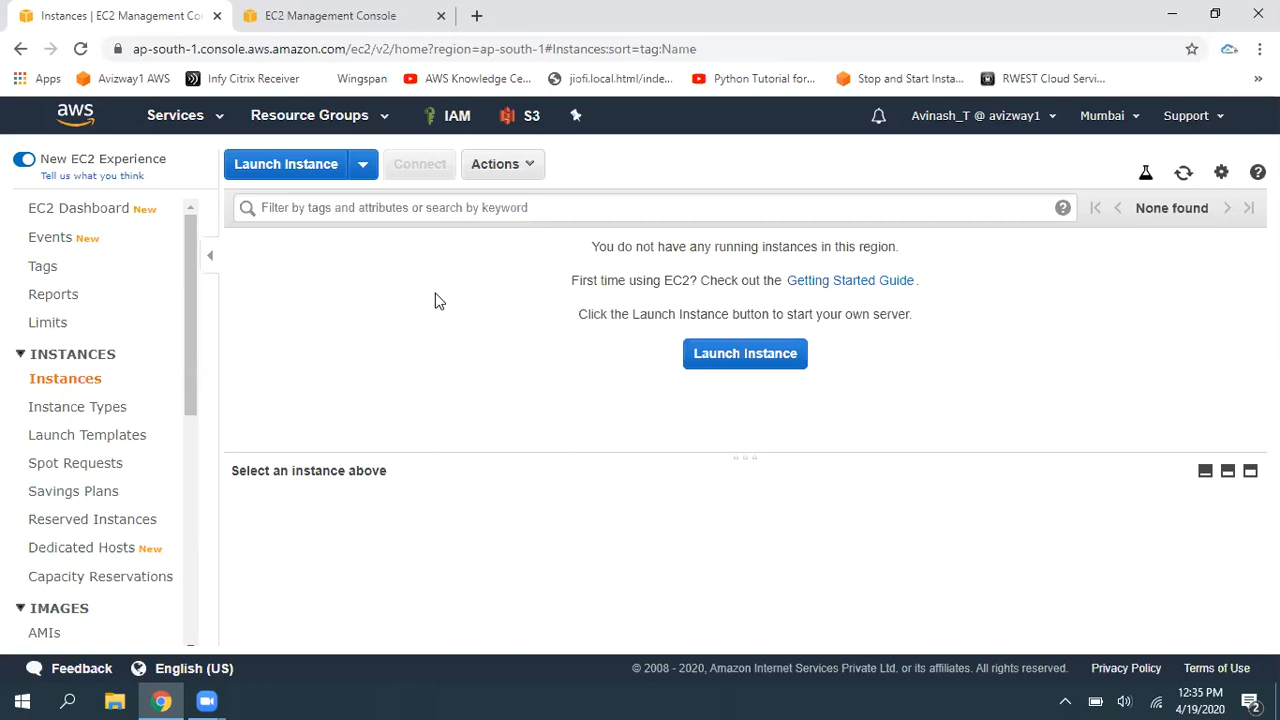 Instances | EC2 Management Co
EC2 Management Console
ap-south-1.console.aws.amazon.com/ec2/v2/home?region=ap-south-1#Instances:sort=tag:Name
Apps
Avizway1 AWS
Infy Citrix Receiver
Wingspan
AWS Knowledge Ce...
jiofi.local.html/inde...
Python Tutorial for...
Stop and Start Insta...
RWEST Cloud Servi...
»
aws
Services
Resource Groups
IAM
S3
Avinash_T @ avizway1
Mumbai
Support
New EC2 Experience
Tell us what you think
EC2 Dashboard New
Events New
Tags
Reports
Limits
INSTANCES
Instances
Instance Types
Launch Templates
Spot Requests
Savings Plans
Reserved Instances
Dedicated Hosts New
Capacity Reservations
IMAGES
AMIs
Launch Instance
Connect
Actions
Filter by tags and attributes or search by keyword
None found
You do not have any running instances in this region.
First time using EC2? Check out the Getting Started Guide.
Click the Launch Instance button to start your own server.
Launch Instance
Select an instance above
Feedback
English (US)
© 2008 - 2020, Amazon Internet Services Private Ltd. or its affiliates. All rights reserved.
Privacy Policy
Terms of Use
12:35 PM
4/19/2020
2